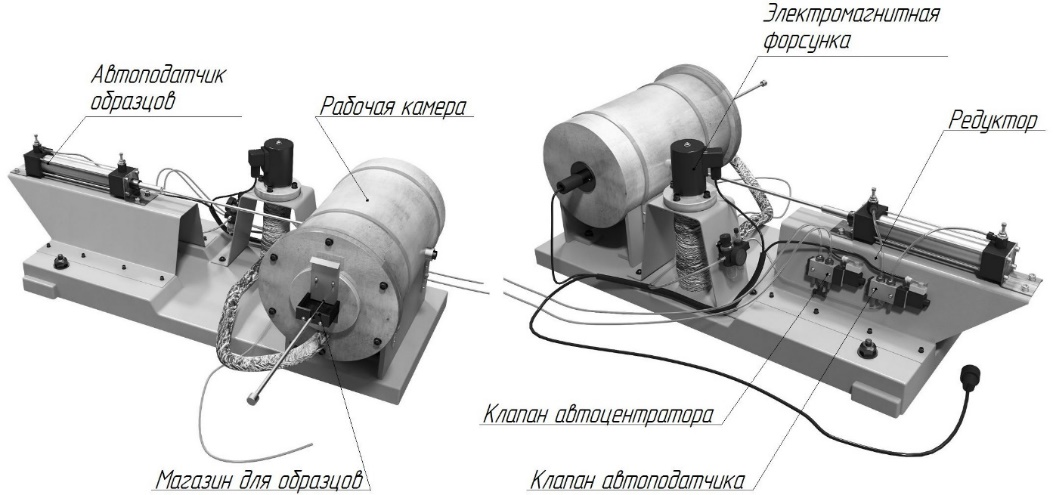 Автоподатчик
образцов
Рабочая камера
Магазин для образцов
Электромагнитная
форсунка
Редуктор
Клапан автоцентратора
Клапан автоподатчика